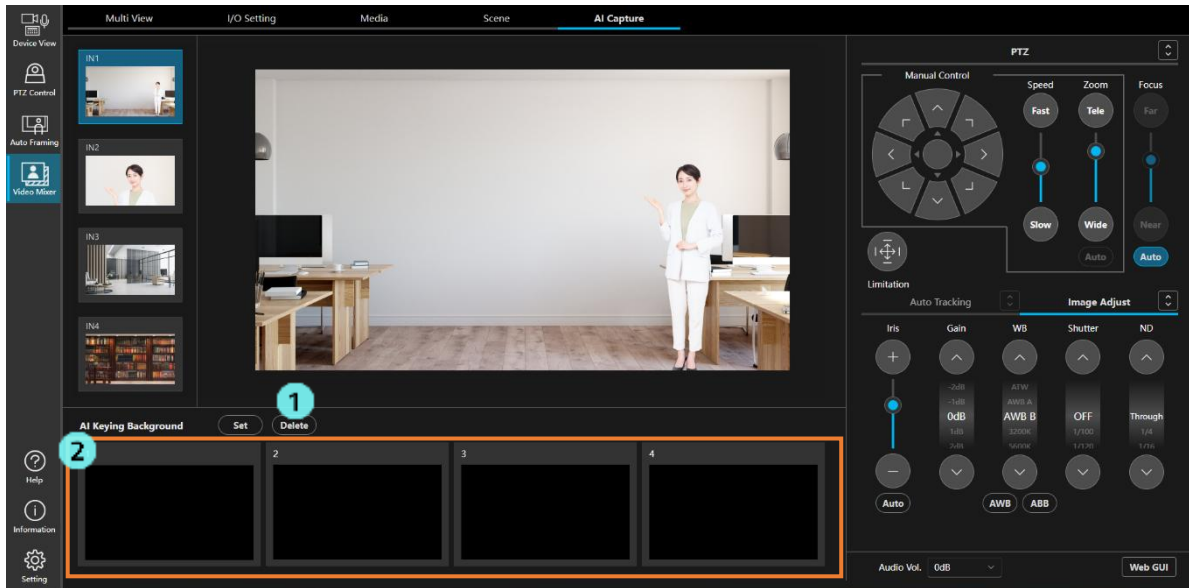 Multi View
I/O Setting
Media
Scene
AI Capture
Device View
PTZ Control
Auto Framing
Video Mixer
Help
Information
Setting
IN1
IN2
IN3
IN4
1
AI Keying Background
Set
Delete
2
2
3
4
PTZ
Manual Control
Speed
Zoom
Focus
Fast
Tele
Far
Slow
Wide
Near
Auto
Auto
Limitation
Auto Tracking
Image Adjust
Iris
Gain
WB
Shutter
ND
-2dB
ATW
-1dB
AWB A
0dB
AWB B
OFF
Through
1dB
3200K
1/100
1/4
2dB
5600K
1/120
1/16
Auto
AWB
ABB
Audio Vol.
0dB
Web GUI